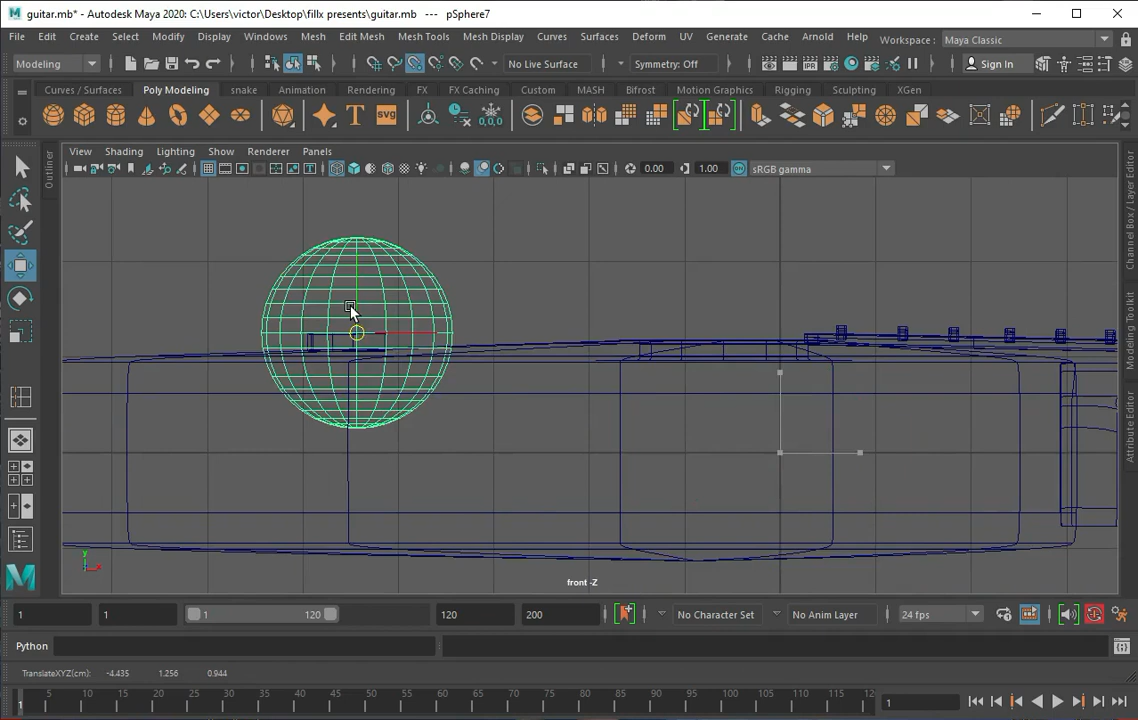 guitar.mb* - Autodesk Maya 2020: C:\Users\victor\Desktop\fillx presents\guitar.mb --- pSphere7
File Edit Create Select Modify Display Windows Mesh Edit Mesh Mesh Tools Mesh Display Curves Surfaces Deform UV Generate Cache Arnold Help Workspace : Maya Classic
Modeling No Live Surface Symmetry: Off Sign In
Curves / Surfaces Poly Modeling snake Animation Rendering FX FX Caching Custom MASH Bifrost Motion Graphics Rigging Sculpting XGen
T SVG 0,0,0
View Shading Lighting Show Renderer Panels
0.00 1.00 sRGB gamma
Outliner
Channel Box / Layer Editor
Modeling Toolkit
Attribute Editor
y
x
front -Z
1 1 1 120 120 200 No Character Set No Anim Layer 24 fps
Python
TranslateXYZ(cm): -4.435 1.256 0.944
1 5 10 15 20 25 30 35 40 45 50 55 60 65 70 75 80 85 90 95 100 105 110 115 12 1